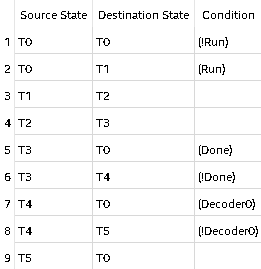 Source State Destination State Condition
1 T0 T0 (!Run)
2 T0 T1 (Run)
3 T1 T2
4 T2 T3
5 T3 T0 (Done)
6 T3 T4 (!Done)
7 T4 T0 (Decoder0)
8 T4 T5 (!Decoder0)
9 T5 T0